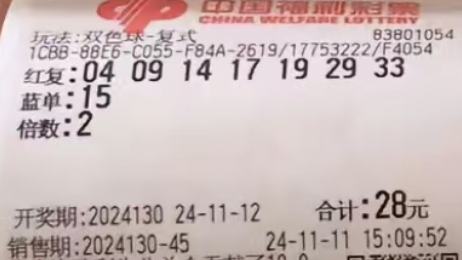 中国福利彩票
CHINA WELFARE LOTTERY
玩法:双色球-复式 83801054
1CBB-88E6-C055-F84A-2619/17753222/F4054
红复:04 09 14 17 19 29 33
蓝单:15
倍数:2
开奖期:2024130 24-11-12 合计:28元
销售期:2024130-45 24-11-11 15:09:52